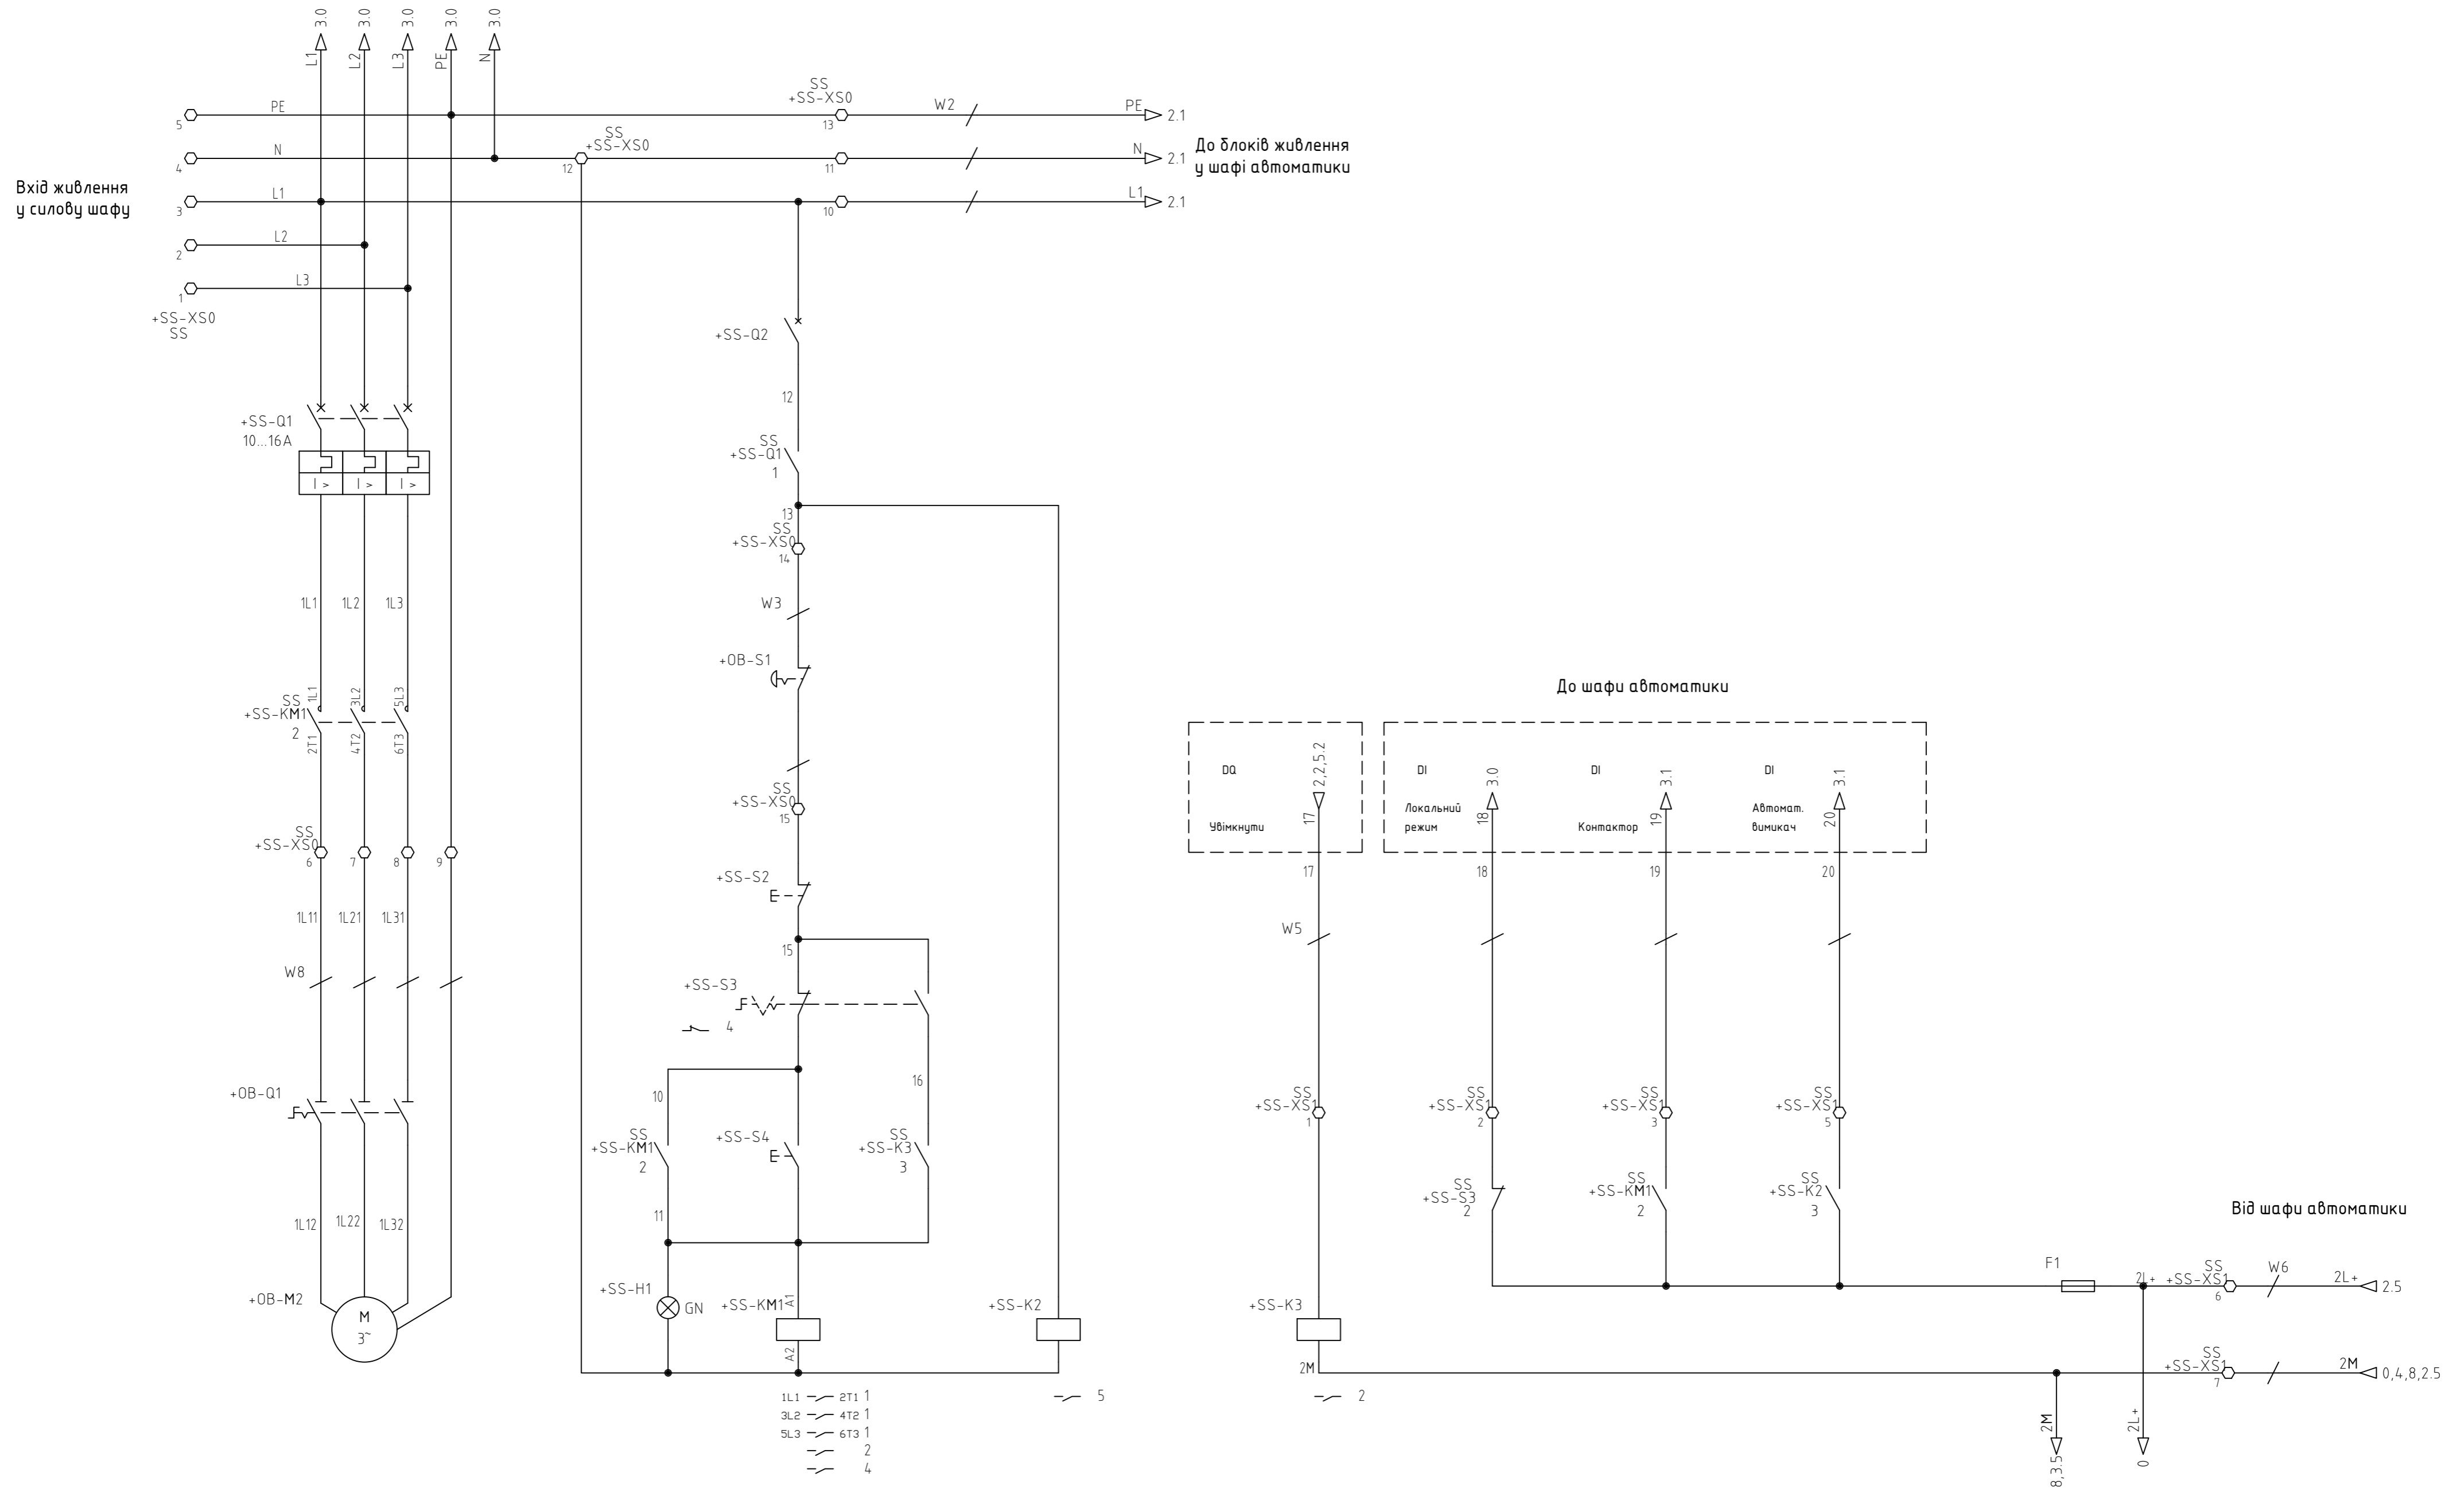 3.0
3.0
3.0
3.0
3.0
L1
L2
L3
PE
N
SS
+SS-XS0
5
PE
13
W2
PE
2.1
SS
+SS-XS0
4
N
12
11
N
2.1
До блоків живлення
у шафі автоматики
Вхід живлення
у силову шафу
3
L1
10
L1
2.1
2
L2
1
L3
+SS-XS0
SS
+SS-Q2
12
+SS-Q1
10...16A
I >
I >
I >
SS
+SS-Q1
1
13
SS
+SS-XS0
14
1L1
1L2
1L3
W3
+OB-S1
До шафи автоматики
SS
+SS-KM1
2
1L1
3L2
5L3
2T1
4T2
6T3
SS
+SS-XS0
15
DQ
2.2,5.2
17
Увімкнути
DI
3.0
18
Локальний
режим
DI
3.1
19
Контактор
DI
3.1
20
Автомат.
вимикач
SS
+SS-XS0
6
7
8
9
+SS-S2
17
18
19
20
1L11
1L21
1L31
15
W5
W8
+SS-S3
4
16
10
+OB-Q1
SS
+SS-XS1
1
SS
+SS-XS1
2
SS
+SS-XS1
3
SS
+SS-XS1
5
SS
+SS-KM1
2
+SS-S4
SS
+SS-K3
3
SS
+SS-S3
2
SS
+SS-KM1
2
SS
+SS-K2
3
Від шафи автоматики
1L12
1L22
1L32
11
F1
2L+
SS
+SS-XS1
6
W6
2L+
2.5
+OB-M2
M
3~
+SS-H1
GN
+SS-KM1
A1
A2
+SS-K2
+SS-K3
2M
SS
+SS-XS1
7
2M
0,4,8,2.5
1L1
2T1
1
3L2
4T2
1
5L3
6T3
1
2
4
5
2
2M
8,3.5
2L+
0